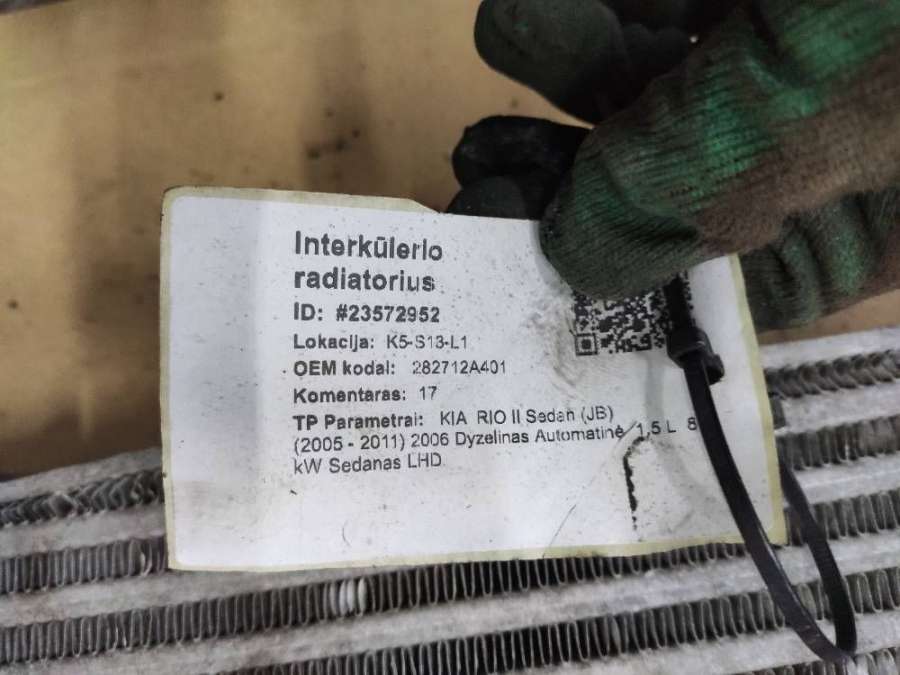 Interkūlerio
radiatorius
ID: #23572952
Lokacija: K5-S13-L1
OEM kodai: 282712A401
Komentaras: 17
TP Parametrai: KIA RIO II Sedan (JB)
(2005 - 2011) 2006 Dyzelinas Automatinė 1,5 L 8
kW Sedanas LHD